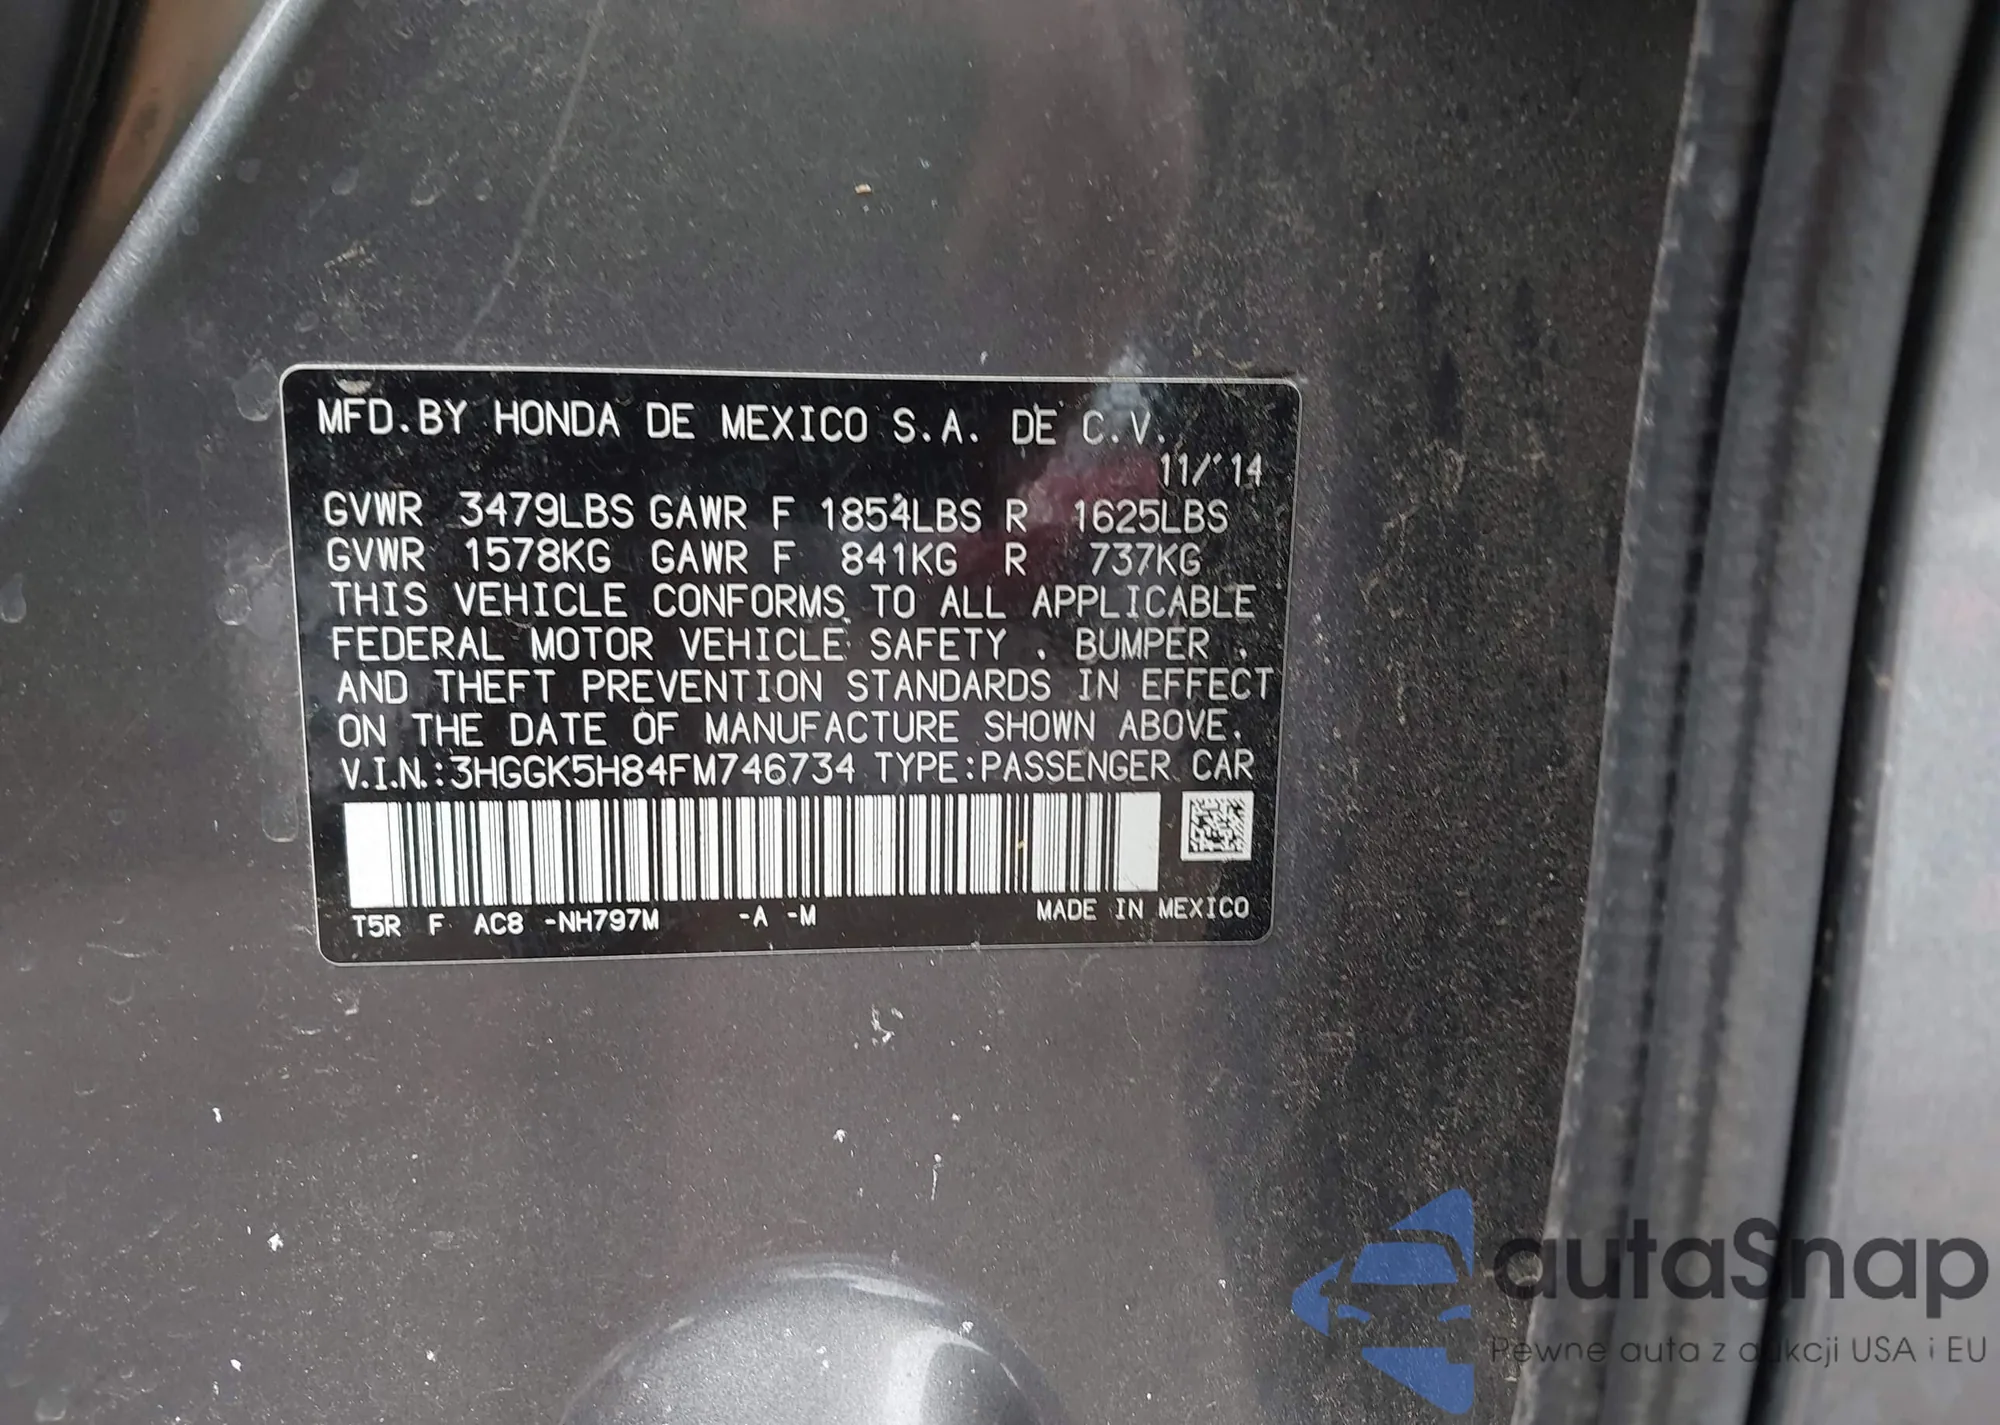 MFD.BY HONDA DE MEXICO S.A. DE C.V.
11/'14
GVWR 3479LBS GAWR F 1854LBS R 1625LBS
GVWR 1578KG GAWR F 841KG R 737KG
THIS VEHICLE CONFORMS TO ALL APPLICABLE
FEDERAL MOTOR VEHICLE SAFETY , BUMPER ,
AND THEFT PREVENTION STANDARDS IN EFFECT
ON THE DATE OF MANUFACTURE SHOWN ABOVE.
V.I.N.:3HGGK5H84FM746734 TYPE:PASSENGER CAR
T5R F AC8 -NH797M -A -M MADE IN MEXICO
autaSnap
Pewne auta z aukcji USA i EU